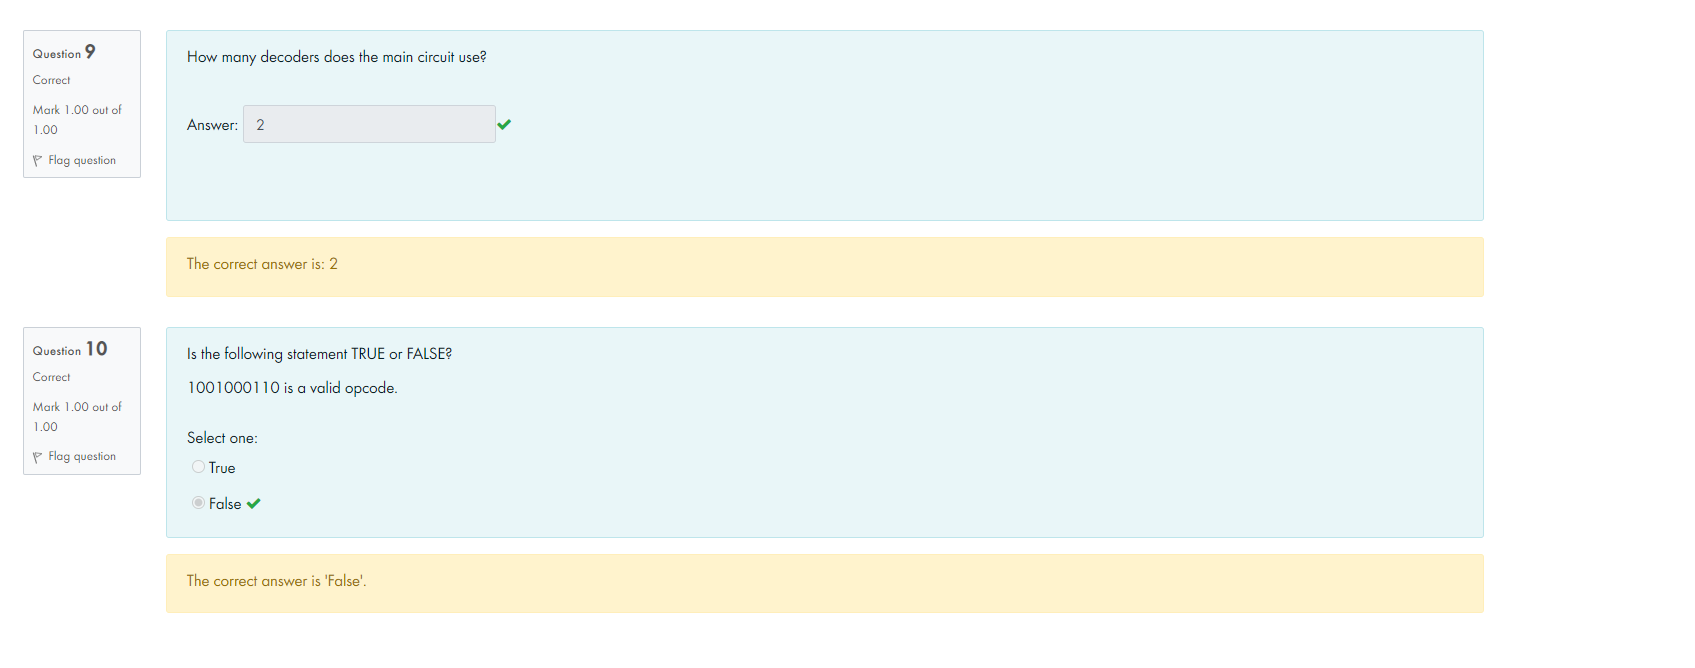 Question 9
Correct
Mark 1.00 out of
1.00
Flag question
How many decoders does the main circuit use?
Answer: 2
The correct answer is: 2
Question 10
Correct
Mark 1.00 out of
1.00
Flag question
Is the following statement TRUE or FALSE?
1001000110 is a valid opcode.
Select one:
True
False
The correct answer is 'False'.